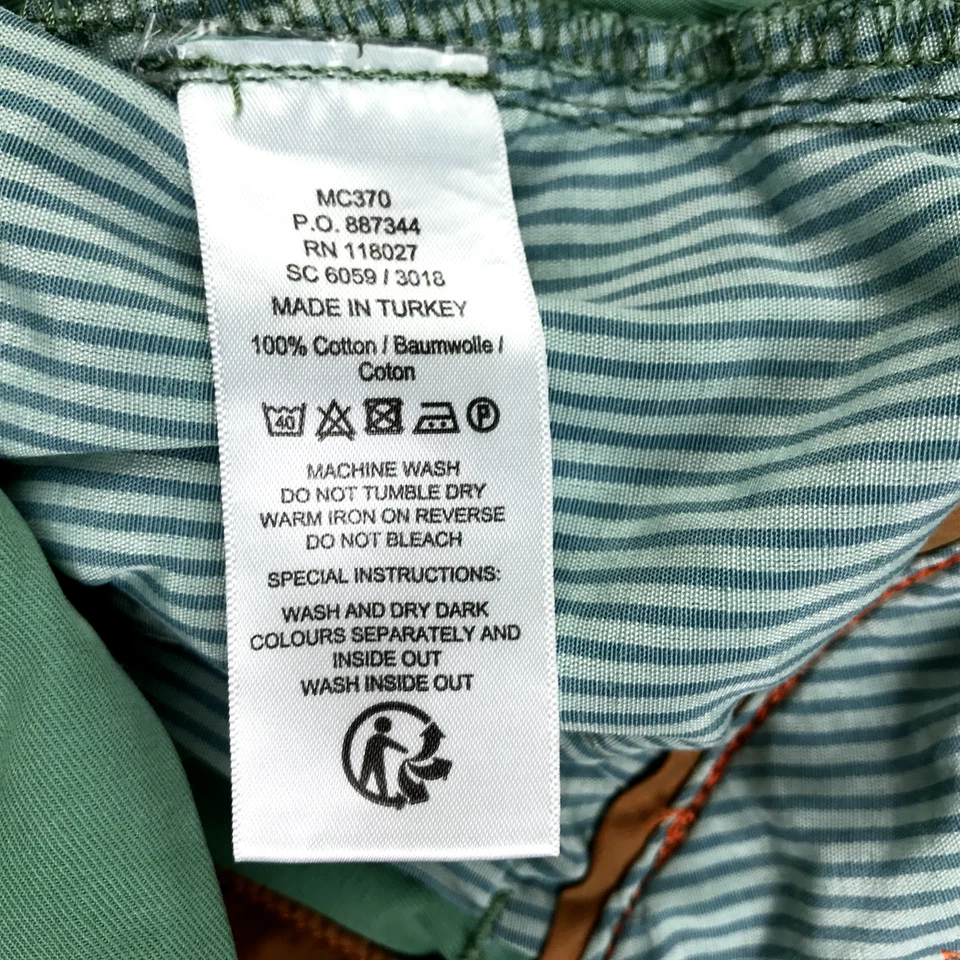 MC370
P.O. 887344
RN 118027
SC 6059 / 3018
MADE IN TURKEY
100% Cotton / Baumwolle /
Coton
40 P
MACHINE WASH
DO NOT TUMBLE DRY
WARM IRON ON REVERSE
DO NOT BLEACH
SPECIAL INSTRUCTIONS:
WASH AND DRY DARK
COLOURS SEPARATELY AND
INSIDE OUT
WASH INSIDE OUT